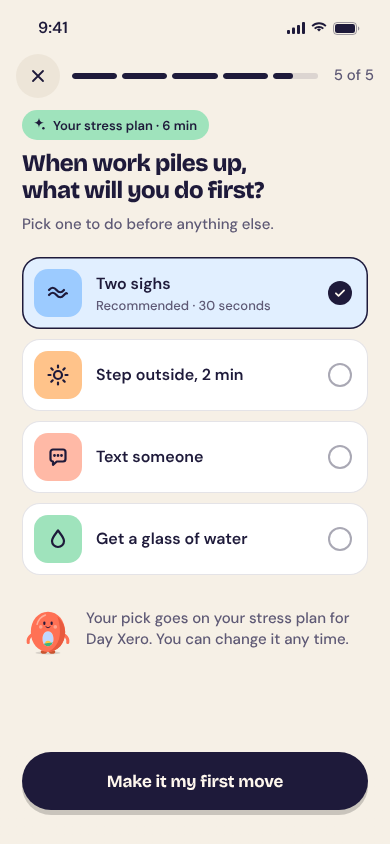 9:41
5 of 5
Your stress plan · 6 min
When work piles up,
what will you do first?
Pick one to do before anything else.
Two sighs
Recommended · 30 seconds
Step outside, 2 min
Text someone
Get a glass of water
Your pick goes on your stress plan for
Day Xero. You can change it any time.
Make it my first move